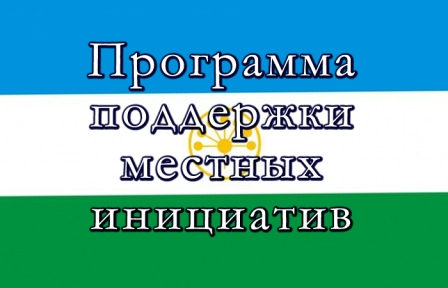 Программа
поддержки
местных
инициатив